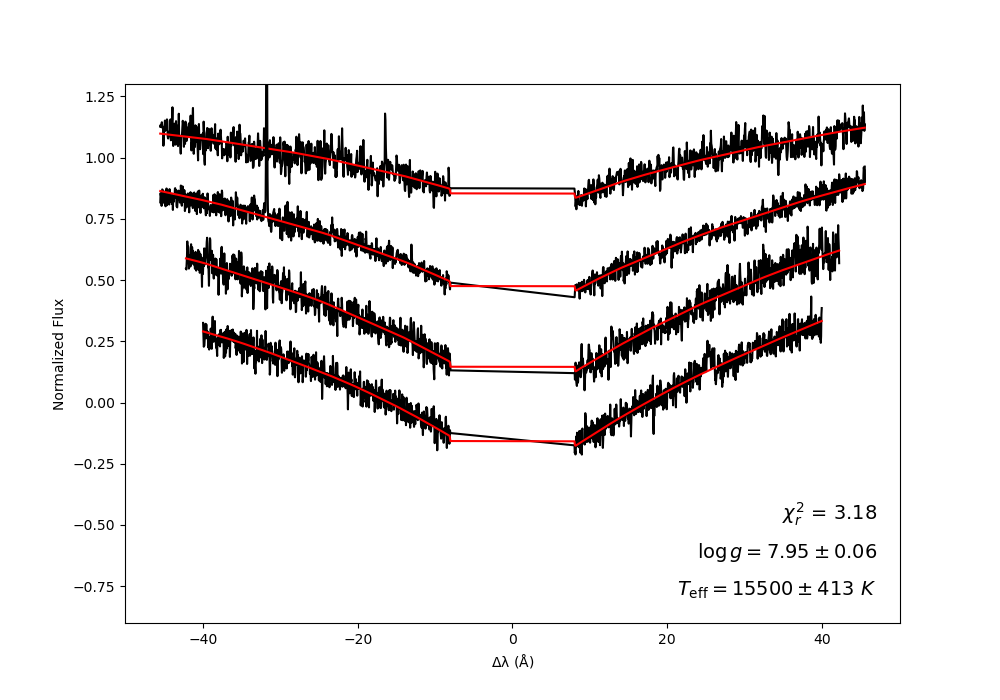 1.25
1.00
0.75
0.50
0.25
0.00
−0.25
−0.50
−0.75
Normalized Flux
χ²ᵣ = 3.18
log g = 7.95 ± 0.06
T_eff = 15500 ± 413 K
−40 −20 0 20 40
Δλ (Å)